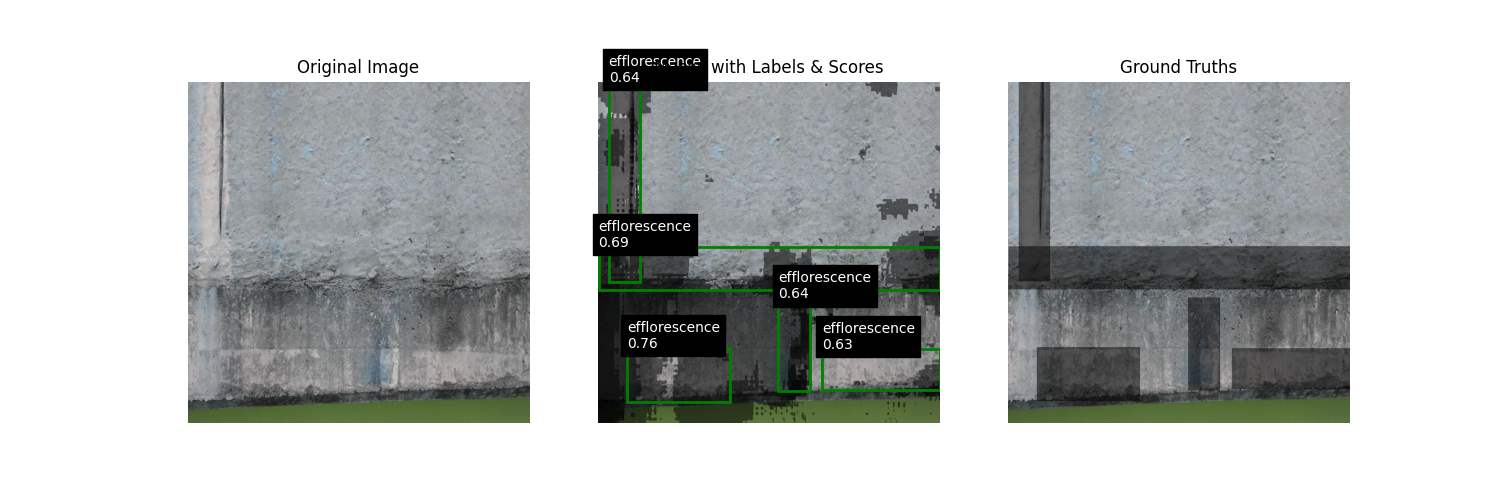 Original Image
with Labels & Scores
Ground Truths
efflorescence
0.64
efflorescence
0.69
efflorescence
0.64
efflorescence
0.76
efflorescence
0.63